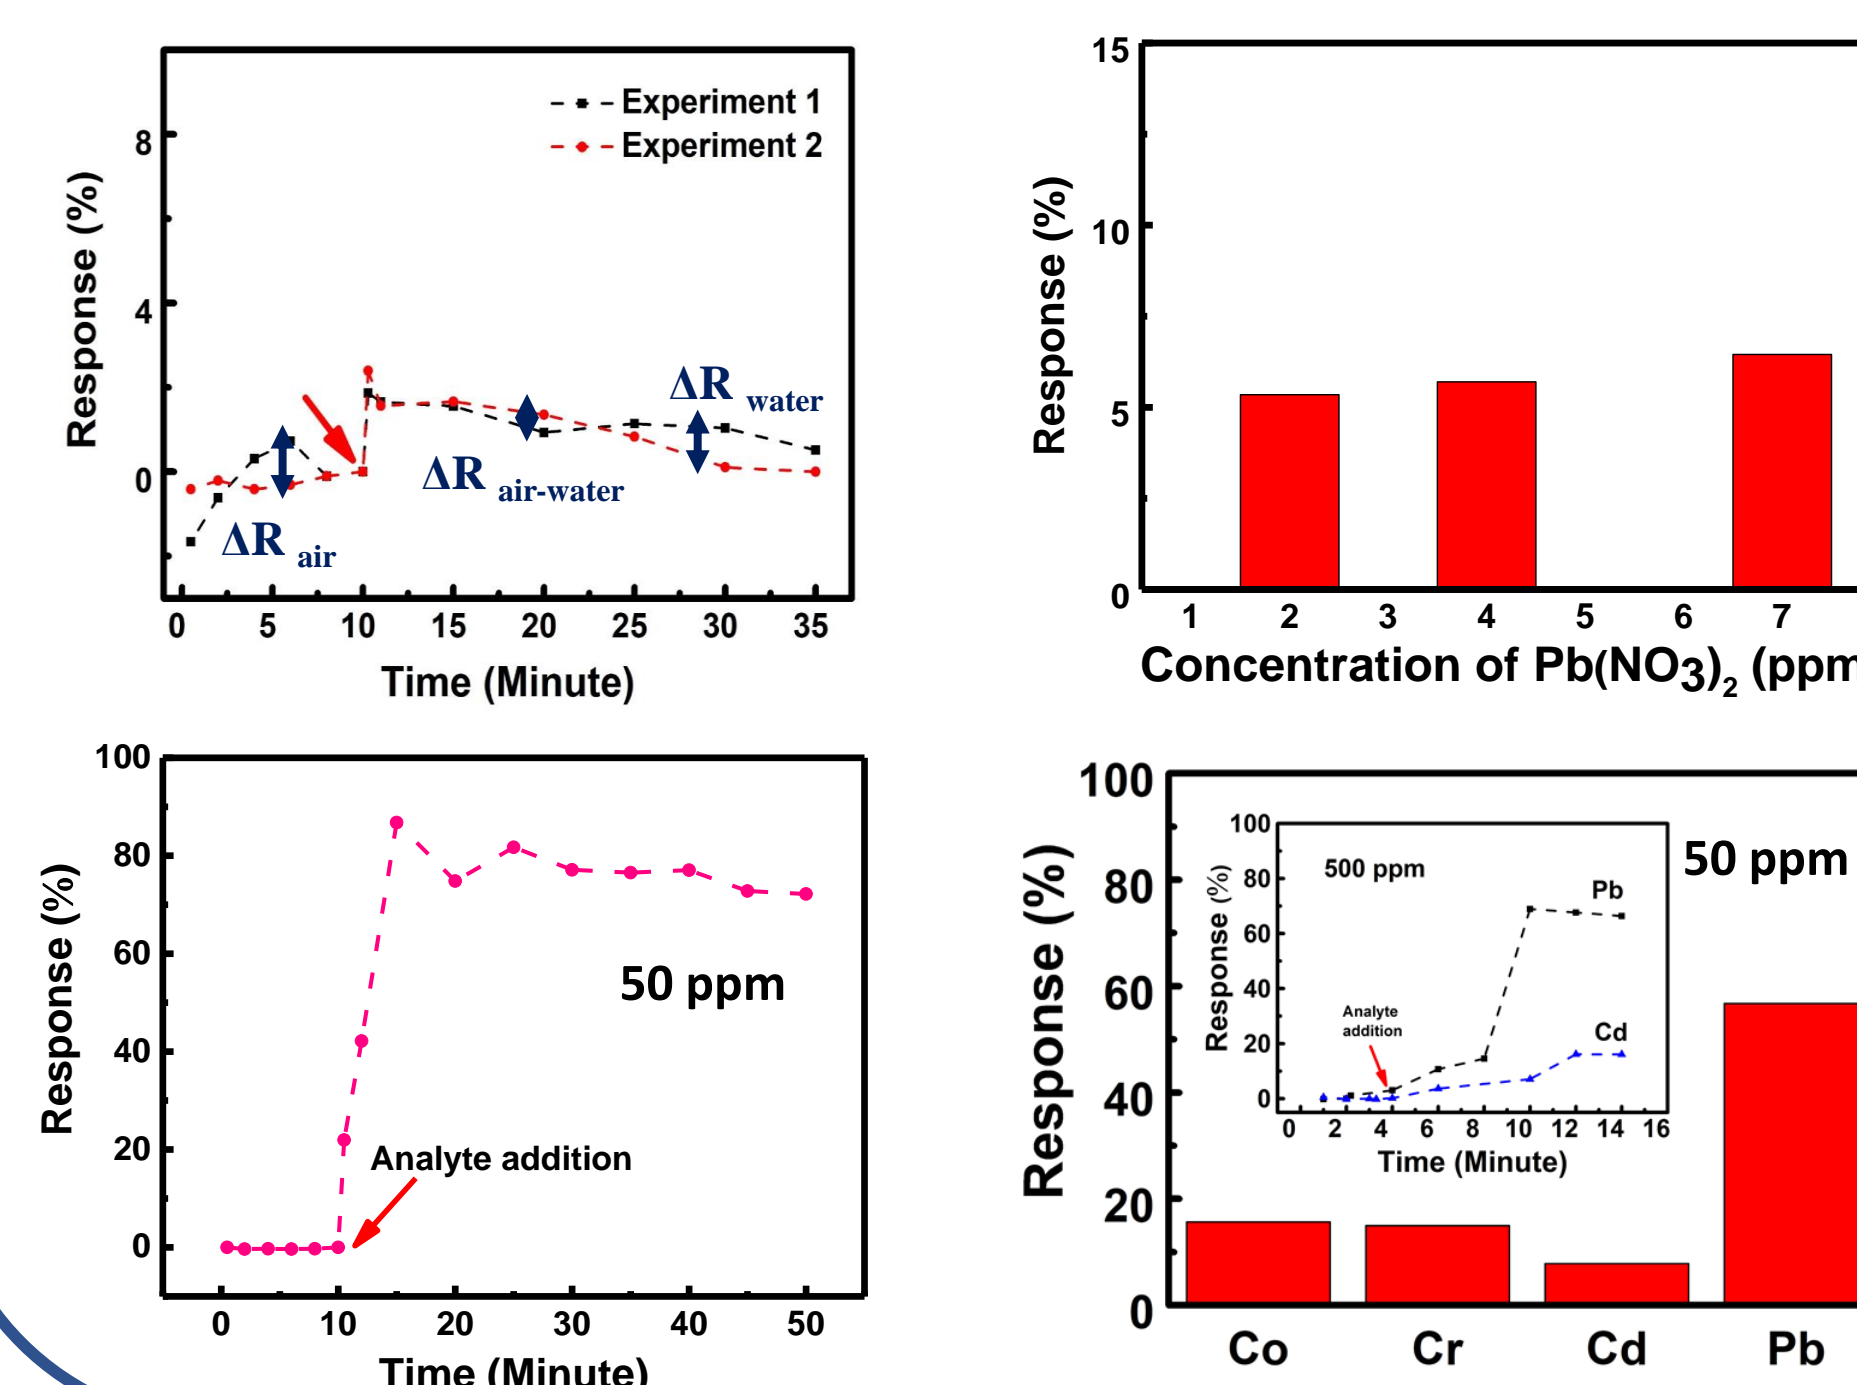 Experiment 1
Experiment 2
8
4
0
Response (%)
ΔR air
ΔR air-water
ΔR water
0 5 10 15 20 25 30 35
Time (Minute)
15
10
5
0
Response (%)
1 2 3 4 5 6 7
Concentration of Pb(NO3)2 (ppm
100
80
60
40
20
0
Response (%)
50 ppm
Analyte addition
0 10 20 30 40 50
Time (Minute)
100
80
60
40
20
0
Response (%)
50 ppm
100
80
60
40
20
0
Response (%)
500 ppm
Pb
Cd
Analyte
addition
0 2 4 6 8 10 12 14 16
Time (Minute)
Co Cr Cd Pb